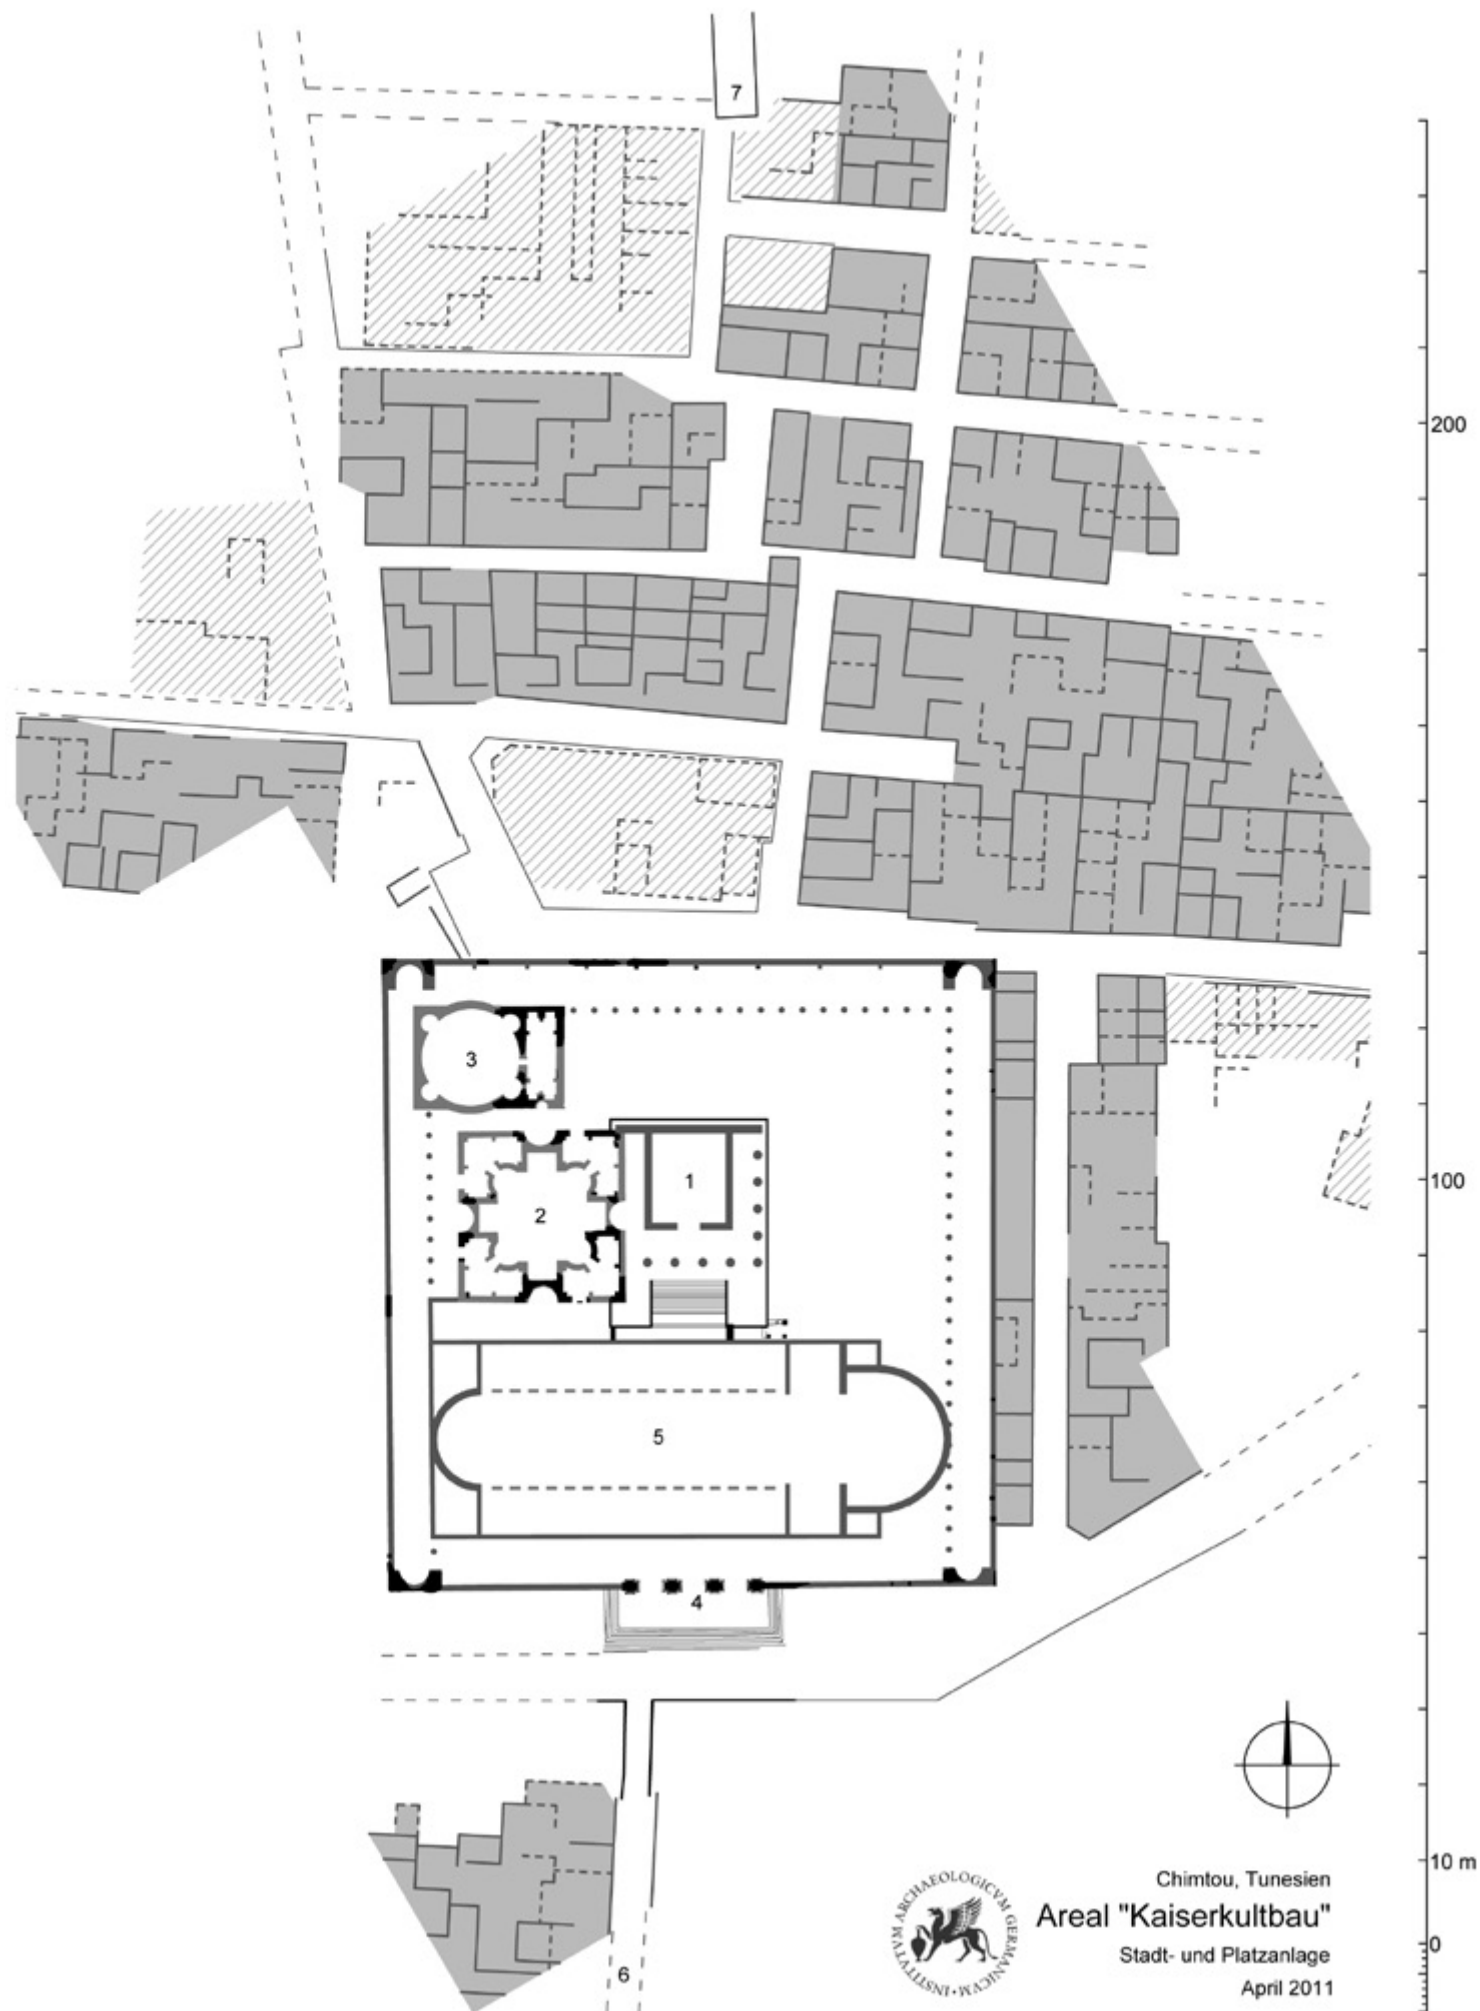 7
200
3
1
100
2
5
4
10 m
Chimtou, Tunesien
Areal "Kaiserkultbau"
0
Stadt- und Platzanlage
6
April 2011
INSTITVTVM ARCHAEOLOGICVM GERMANICVM